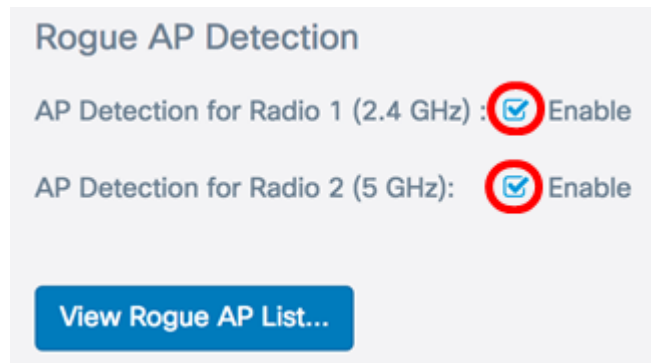 Rogue AP Detection
AP Detection for Radio 1 (2.4 GHz) : Enable
AP Detection for Radio 2 (5 GHz): Enable
View Rogue AP List...